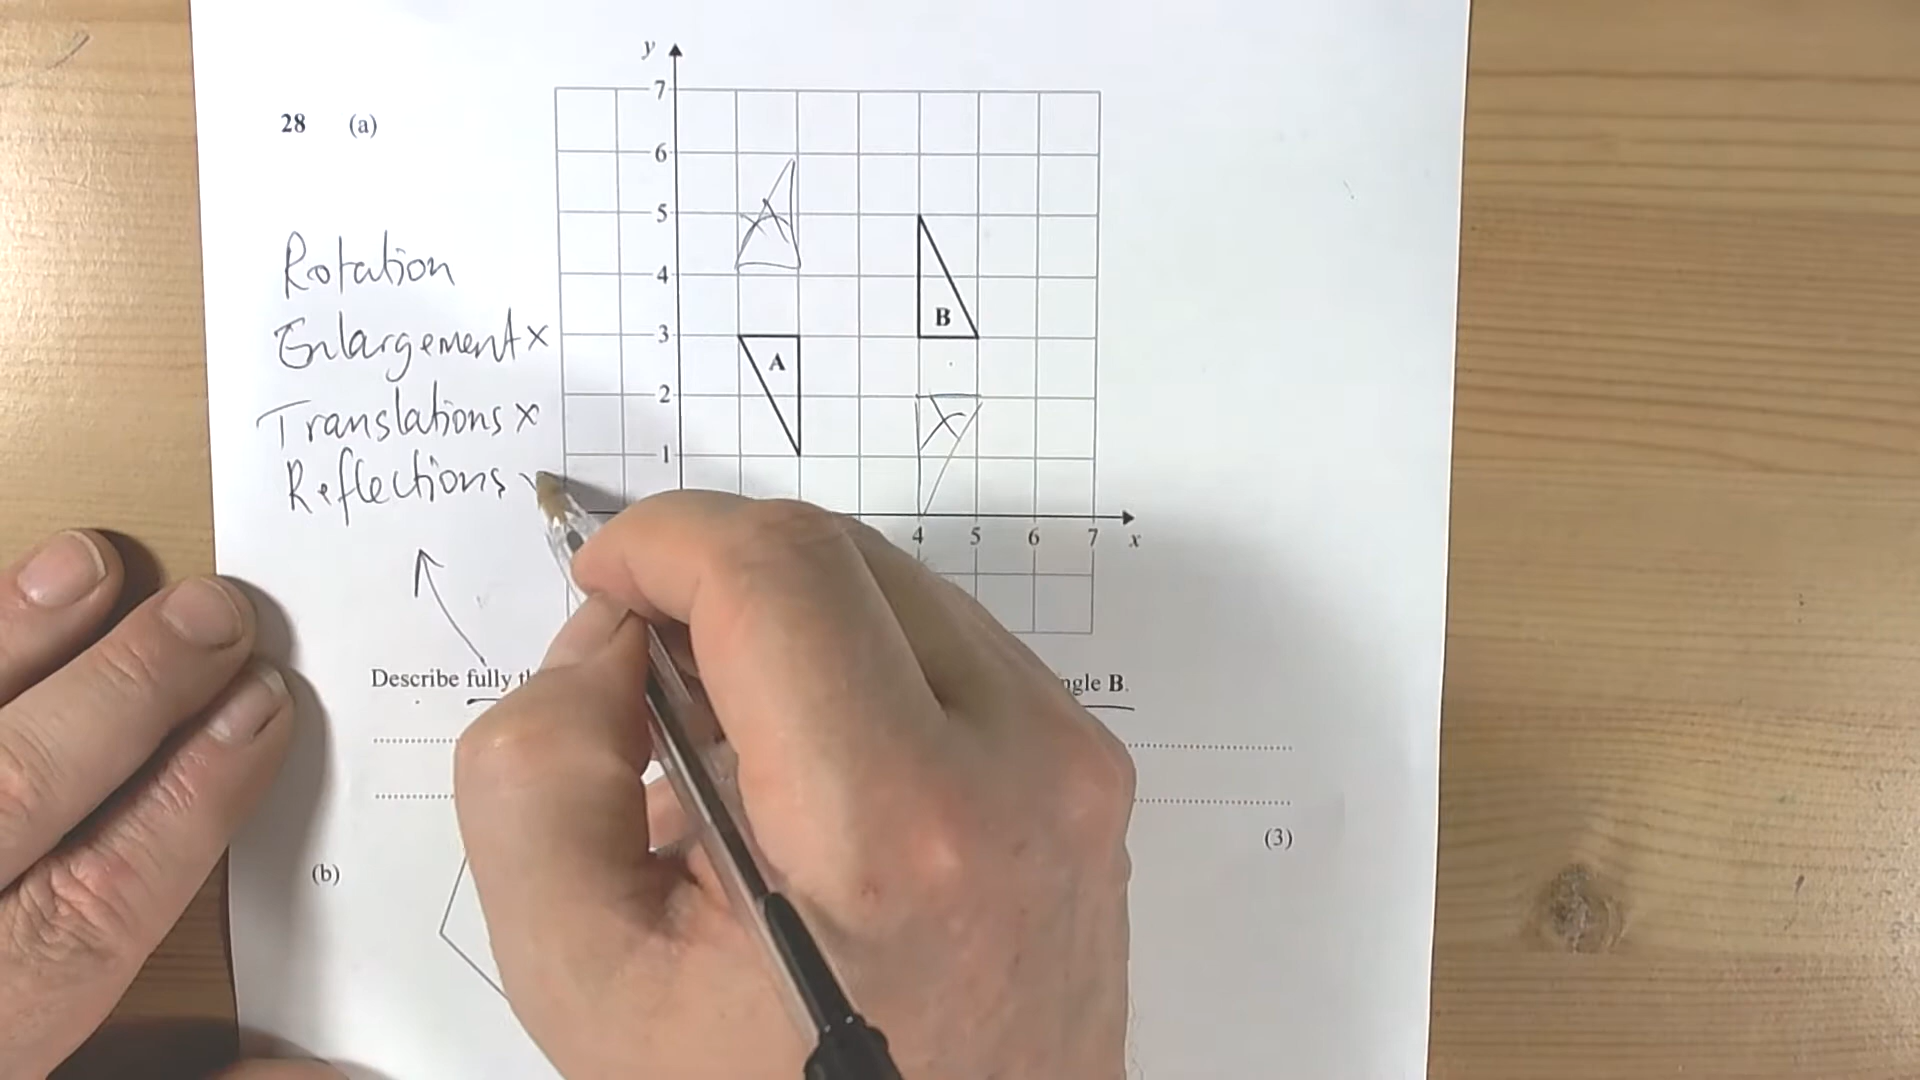 y
7
28 (a)
6
5
Rotation
4
B
Enlargement x
3
A
2
Translations x
1
Reflections
4 5 6 7 x
Describe fully
B.
(3)
(b)